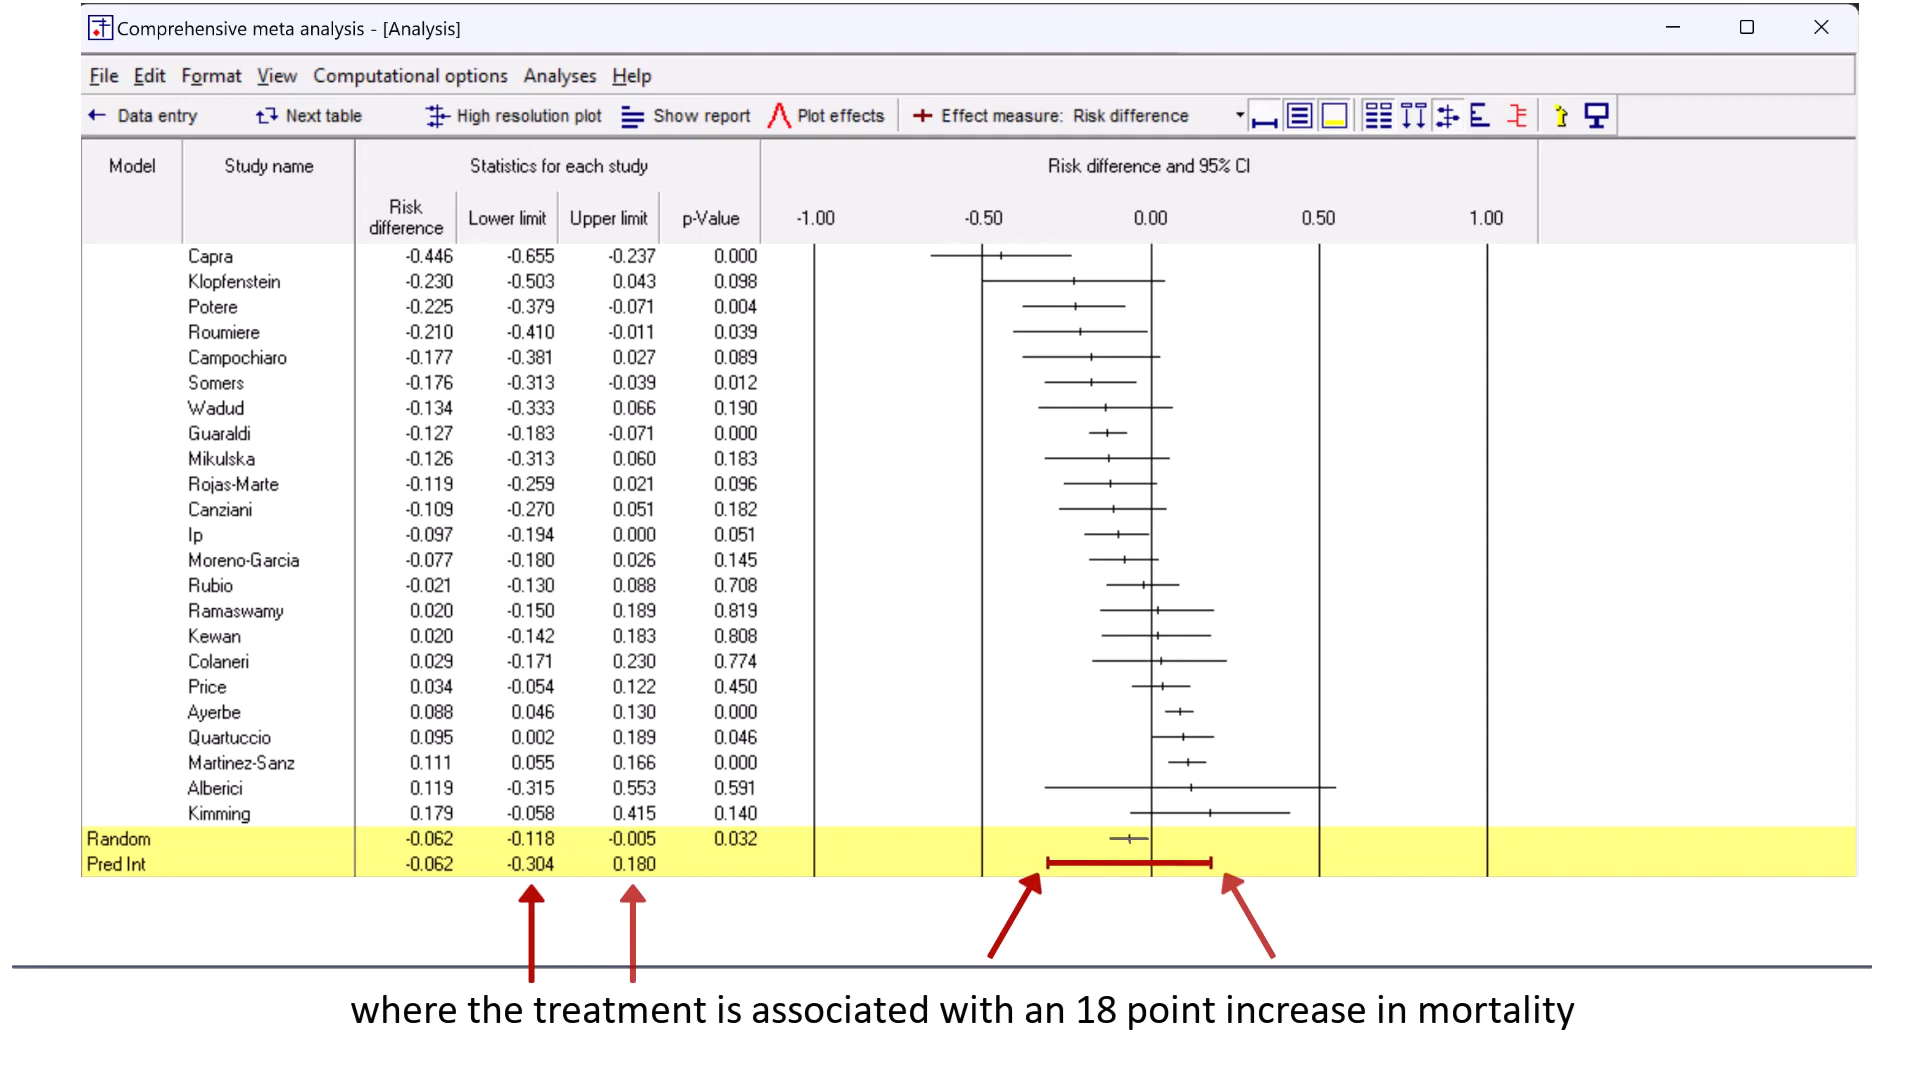 Comprehensive meta analysis - [Analysis]
File Edit Format View Computational options Analyses Help
Data entry Next table High resolution plot Show report Plot effects Effect measure: Risk difference
Model Study name Statistics for each study Risk difference and 95% CI
Risk difference Lower limit Upper limit p-Value -1.00 -0.50 0.00 0.50 1.00
Capra -0.446 -0.655 -0.237 0.000
Klopfenstein -0.230 -0.503 0.043 0.098
Potere -0.225 -0.379 -0.071 0.004
Roumiere -0.210 -0.410 -0.011 0.039
Campochiaro -0.177 -0.381 0.027 0.089
Somers -0.176 -0.313 -0.039 0.012
Wadud -0.134 -0.333 0.066 0.190
Guaraldi -0.127 -0.183 -0.071 0.000
Mikulska -0.126 -0.313 0.060 0.183
Rojas-Marte -0.119 -0.259 0.021 0.096
Canziani -0.109 -0.270 0.051 0.182
Ip -0.097 -0.194 0.000 0.051
Moreno-Garcia -0.077 -0.180 0.026 0.145
Rubio -0.021 -0.130 0.088 0.708
Ramaswamy 0.020 -0.150 0.189 0.819
Kewan 0.020 -0.142 0.183 0.808
Colaneri 0.029 -0.171 0.230 0.774
Price 0.034 -0.054 0.122 0.450
Ayerbe 0.088 0.046 0.130 0.000
Quartuccio 0.095 0.002 0.189 0.046
Martinez-Sanz 0.111 0.055 0.166 0.000
Alberici 0.119 -0.315 0.553 0.591
Kimming 0.179 -0.058 0.415 0.140
Random -0.062 -0.118 -0.005 0.032
Pred Int -0.062 -0.304 0.180
where the treatment is associated with an 18 point increase in mortality